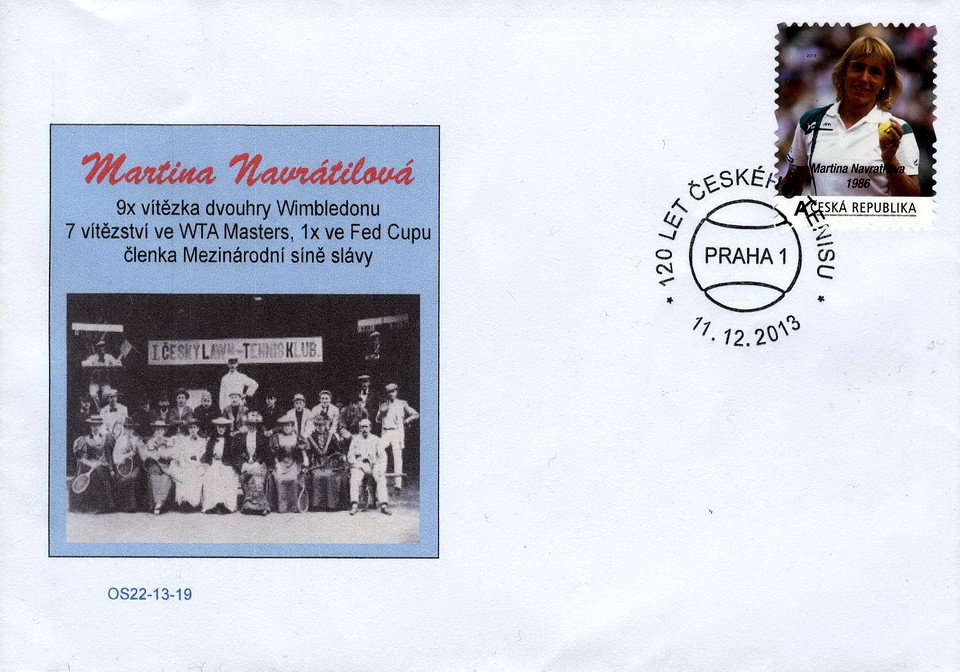 Martina Navrátilová
9x vítězka dvouhry Wimbledonu
7 vítězství ve WTA Masters, 1x ve Fed Cupu
členka Mezinárodní síně slávy
I. ČESKÝ LAWN-TENNIS KLUB.
OS22-13-19
2013
Martina Navratilova
1986
A ČESKÁ REPUBLIKA
* 120 LET ČESKÉHO TENISU *
PRAHA 1
11.12.2013